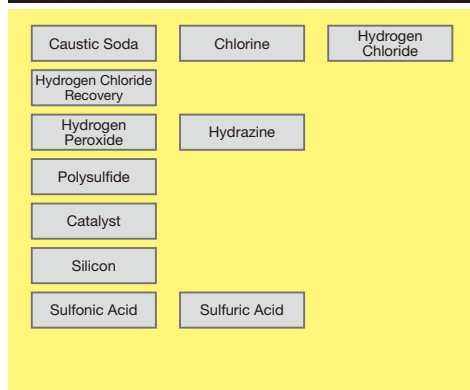 Caustic Soda
Chlorine
Hydrogen
Chloride
Hydrogen Chloride
Recovery
Hydrogen
Peroxide
Hydrazine
Polysulfide
Catalyst
Silicon
Sulfonic Acid
Sulfuric Acid